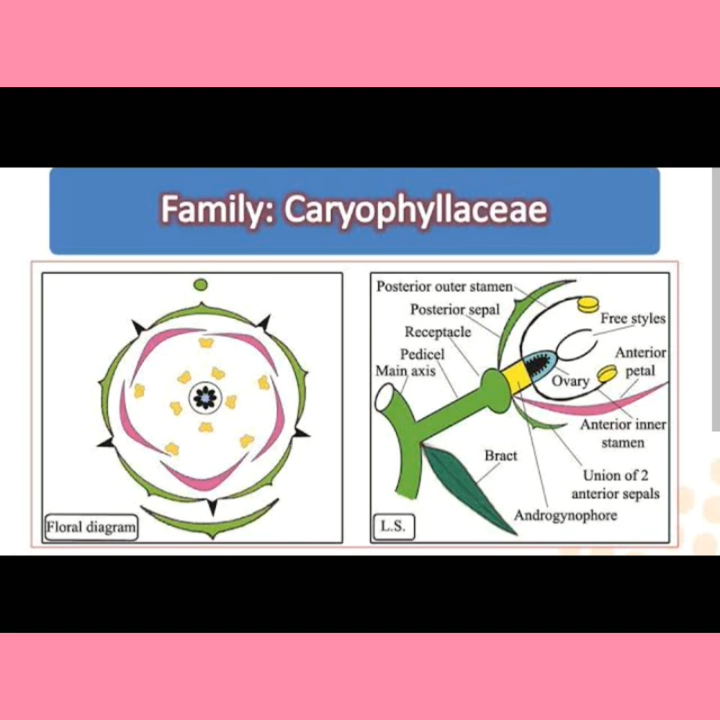 Family: Caryophyllaceae
Floral diagram
Posterior outer stamen
Posterior sepal
Receptacle
Pedicel
Main axis
Free styles
Anterior
petal
Ovary
Anterior inner
stamen
Bract
Union of 2
anterior sepals
Androgynophore
L.S.